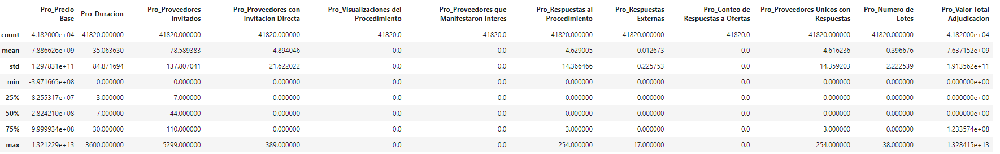 Pro_Precio Base Pro_Duracion Pro_Proveedores Invitados Pro_Proveedores con Invitacion Directa Pro_Visualizaciones del Procedimiento Pro_Proveedores que Manifestaron Interes Pro_Respuestas al Procedimiento Pro_Respuestas Externas Pro_Conteo de Respuestas a Ofertas Pro_Proveedores Unicos con Respuestas Pro_Numero de Lotes Pro_Valor Total Adjudicacion
count 4.182000e+04 41820.000000 41820.000000 41820.000000 41820.0 41820.0 41820.000000 41820.000000 41820.0 41820.000000 41820.000000 4.182000e+04
mean 7.886626e+09 35.063630 78.589383 4.894046 0.0 0.0 4.629005 0.012673 0.0 4.616236 0.396676 7.637152e+09
std 1.297831e+11 84.871694 137.807041 21.622022 0.0 0.0 14.366466 0.225753 0.0 14.359203 2.222539 1.913562e+11
min -3.971665e+08 0.000000 0.000000 0.000000 0.0 0.0 0.000000 0.000000 0.0 0.000000 0.000000 0.000000e+00
25% 8.255317e+07 3.000000 7.000000 0.000000 0.0 0.0 0.000000 0.000000 0.0 0.000000 0.000000 0.000000e+00
50% 2.824210e+08 7.000000 44.000000 0.000000 0.0 0.0 0.000000 0.000000 0.0 0.000000 0.000000 0.000000e+00
75% 9.999934e+08 30.000000 110.000000 0.000000 0.0 0.0 3.000000 0.000000 0.0 3.000000 0.000000 1.233574e+08
max 1.321229e+13 3600.000000 5299.000000 389.000000 0.0 0.0 254.000000 17.000000 0.0 254.000000 38.000000 1.328415e+13